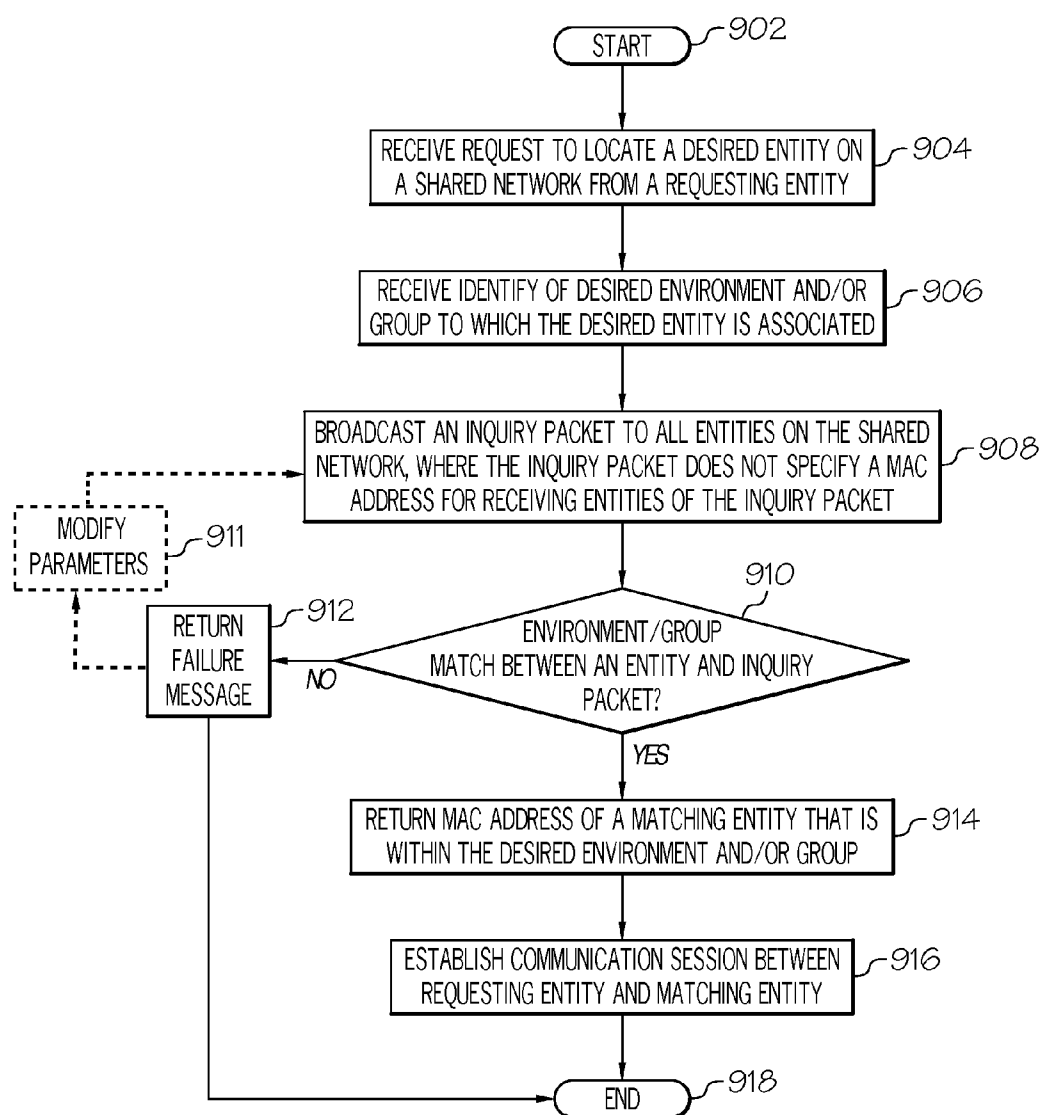 START
902
RECEIVE REQUEST TO LOCATE A DESIRED ENTITY ON
A SHARED NETWORK FROM A REQUESTING ENTITY
904
RECEIVE IDENTIFY OF DESIRED ENVIRONMENT AND/OR
GROUP TO WHICH THE DESIRED ENTITY IS ASSOCIATED
906
BROADCAST AN INQUIRY PACKET TO ALL ENTITIES ON THE SHARED
NETWORK, WHERE THE INQUIRY PACKET DOES NOT SPECIFY A MAC
ADDRESS FOR RECEIVING ENTITIES OF THE INQUIRY PACKET
908
MODIFY
PARAMETERS
911
910
ENVIRONMENT/GROUP
MATCH BETWEEN AN ENTITY AND INQUIRY
PACKET?
NO
912
RETURN
FAILURE
MESSAGE
YES
RETURN MAC ADDRESS OF A MATCHING ENTITY THAT IS
WITHIN THE DESIRED ENVIRONMENT AND/OR GROUP
914
ESTABLISH COMMUNICATION SESSION BETWEEN
REQUESTING ENTITY AND MATCHING ENTITY
916
END
918